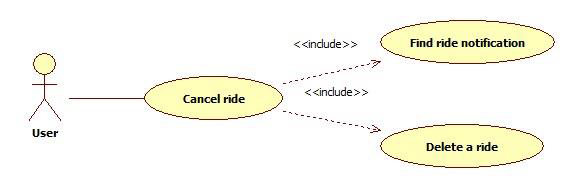 <<include>>
Find ride notification
Cancel ride
<<include>>
User
Delete a ride